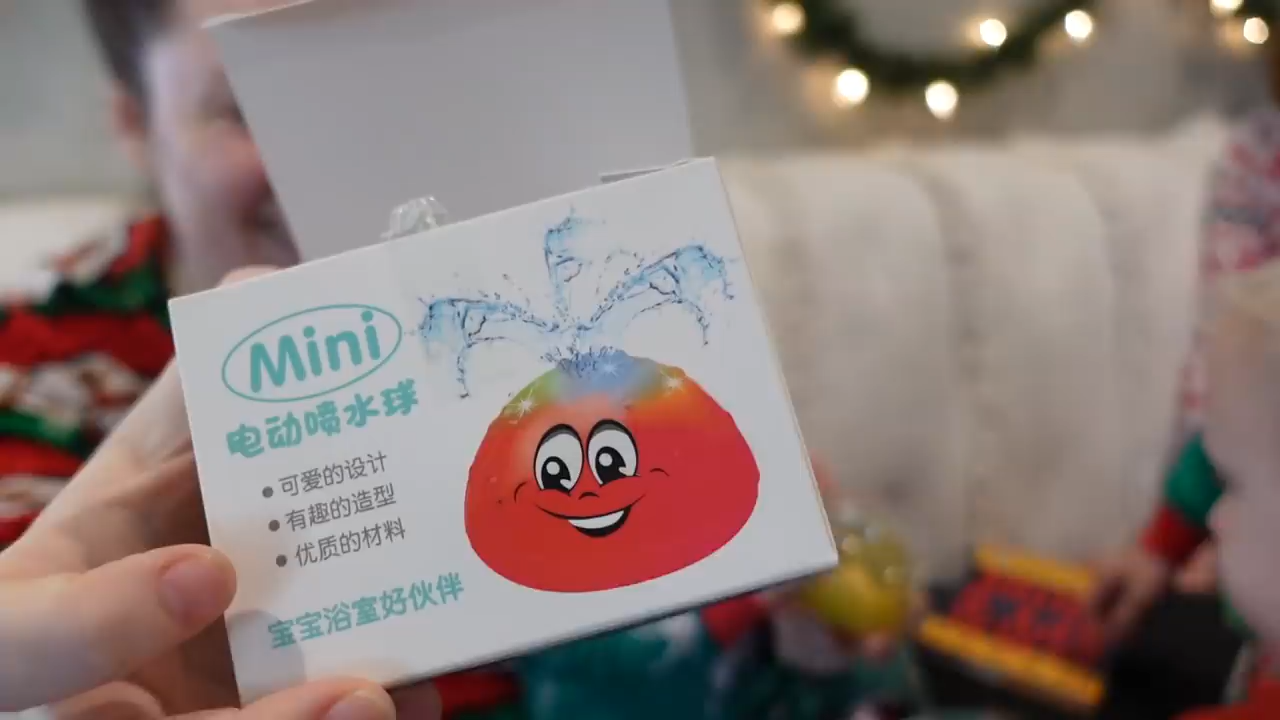 Mini
电动喷水球
• 可爱的设计
• 有趣的造型
• 优质的材料
宝宝浴室好伙伴